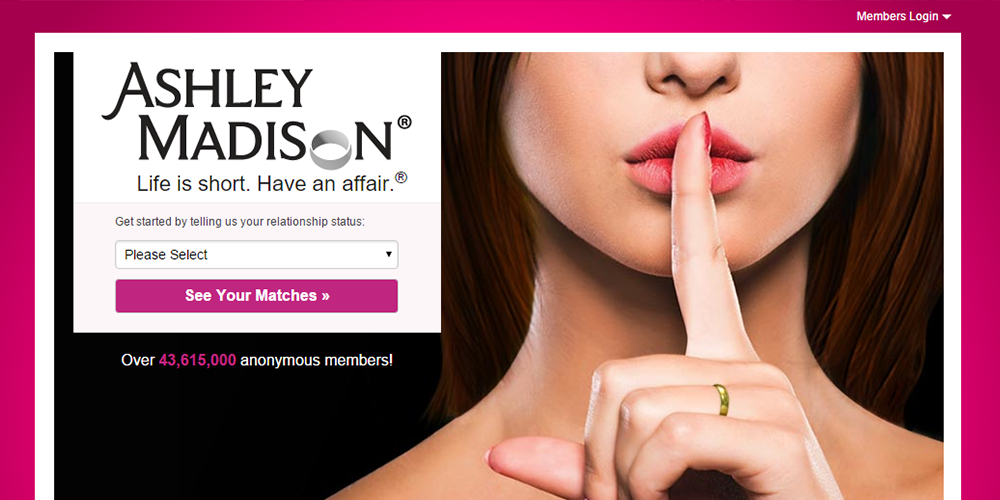 Members Login
ASHLEY
MADISON®
Life is short. Have an affair.®
Get started by telling us your relationship status:
Please Select
See Your Matches »
Over 43,615,000 anonymous members!